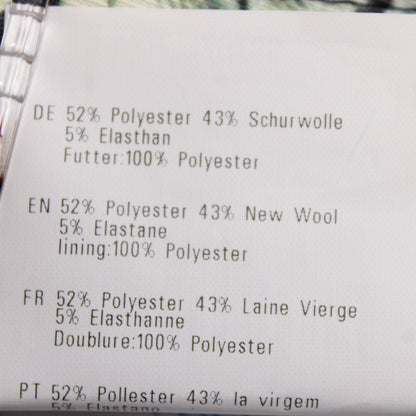 DE 52% Polyester 43% Schurwolle
5% Elasthan
Futter:100% Polyester
EN 52% Polyester 43% New Wool
5% Elastane
lining:100% Polyester
FR 52% Polyester 43% Laine Vierge
5% Elasthanne
Doublure:100% Polyester
PT 52% Pollester 43% la virgem
5% Elastano